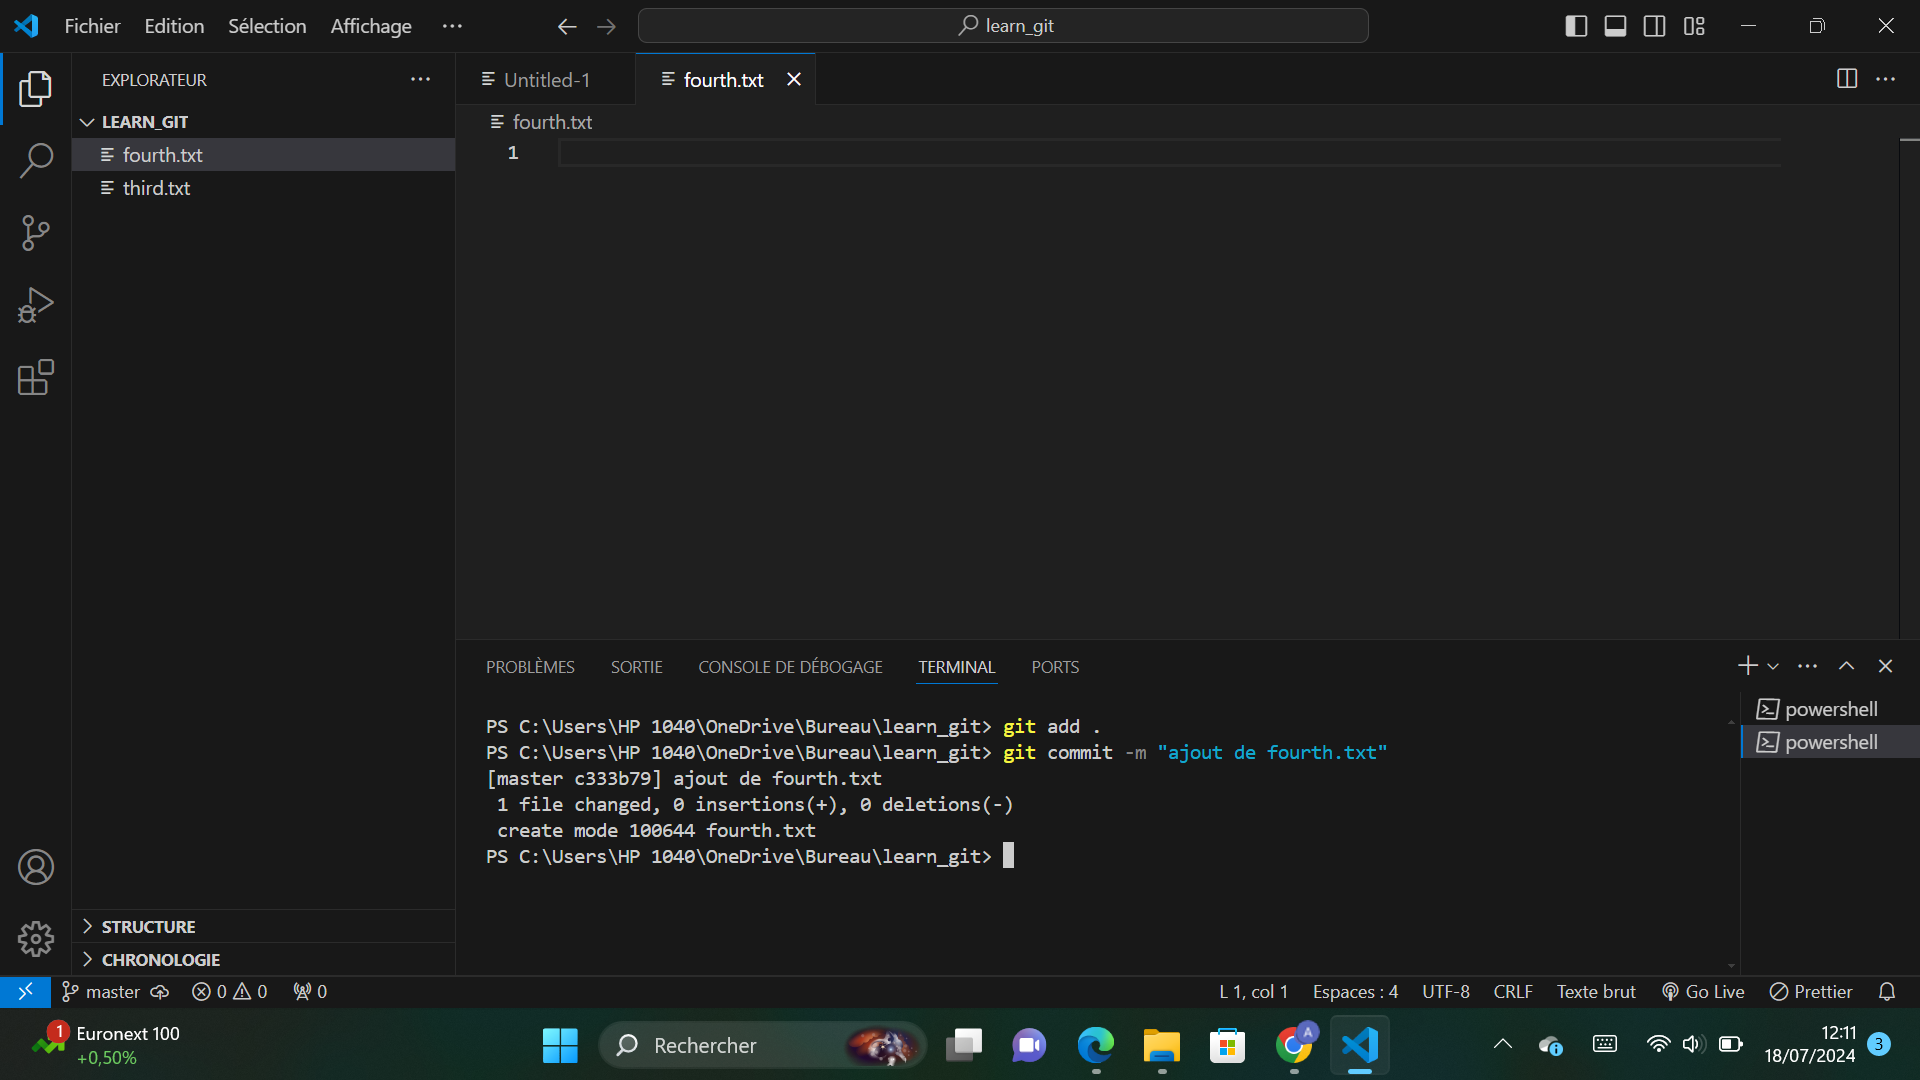 Fichier Edition Sélection Affichage ··· learn_git
EXPLORATEUR ···
LEARN_GIT
fourth.txt
third.txt
STRUCTURE
CHRONOLOGIE
Untitled-1 fourth.txt
fourth.txt
1
PROBLÈMES SORTIE CONSOLE DE DÉBOGAGE TERMINAL PORTS
PS C:\Users\HP 1040\OneDrive\Bureau\learn_git> git add .
PS C:\Users\HP 1040\OneDrive\Bureau\learn_git> git commit -m "ajout de fourth.txt"
[master c333b79] ajout de fourth.txt
1 file changed, 0 insertions(+), 0 deletions(-)
create mode 100644 fourth.txt
PS C:\Users\HP 1040\OneDrive\Bureau\learn_git>
powershell
powershell
master 0 0 0 L 1, col 1 Espaces : 4 UTF-8 CRLF Texte brut Go Live Prettier
1 Euronext 100
+0,50%
Rechercher
A
12:11
18/07/2024
3